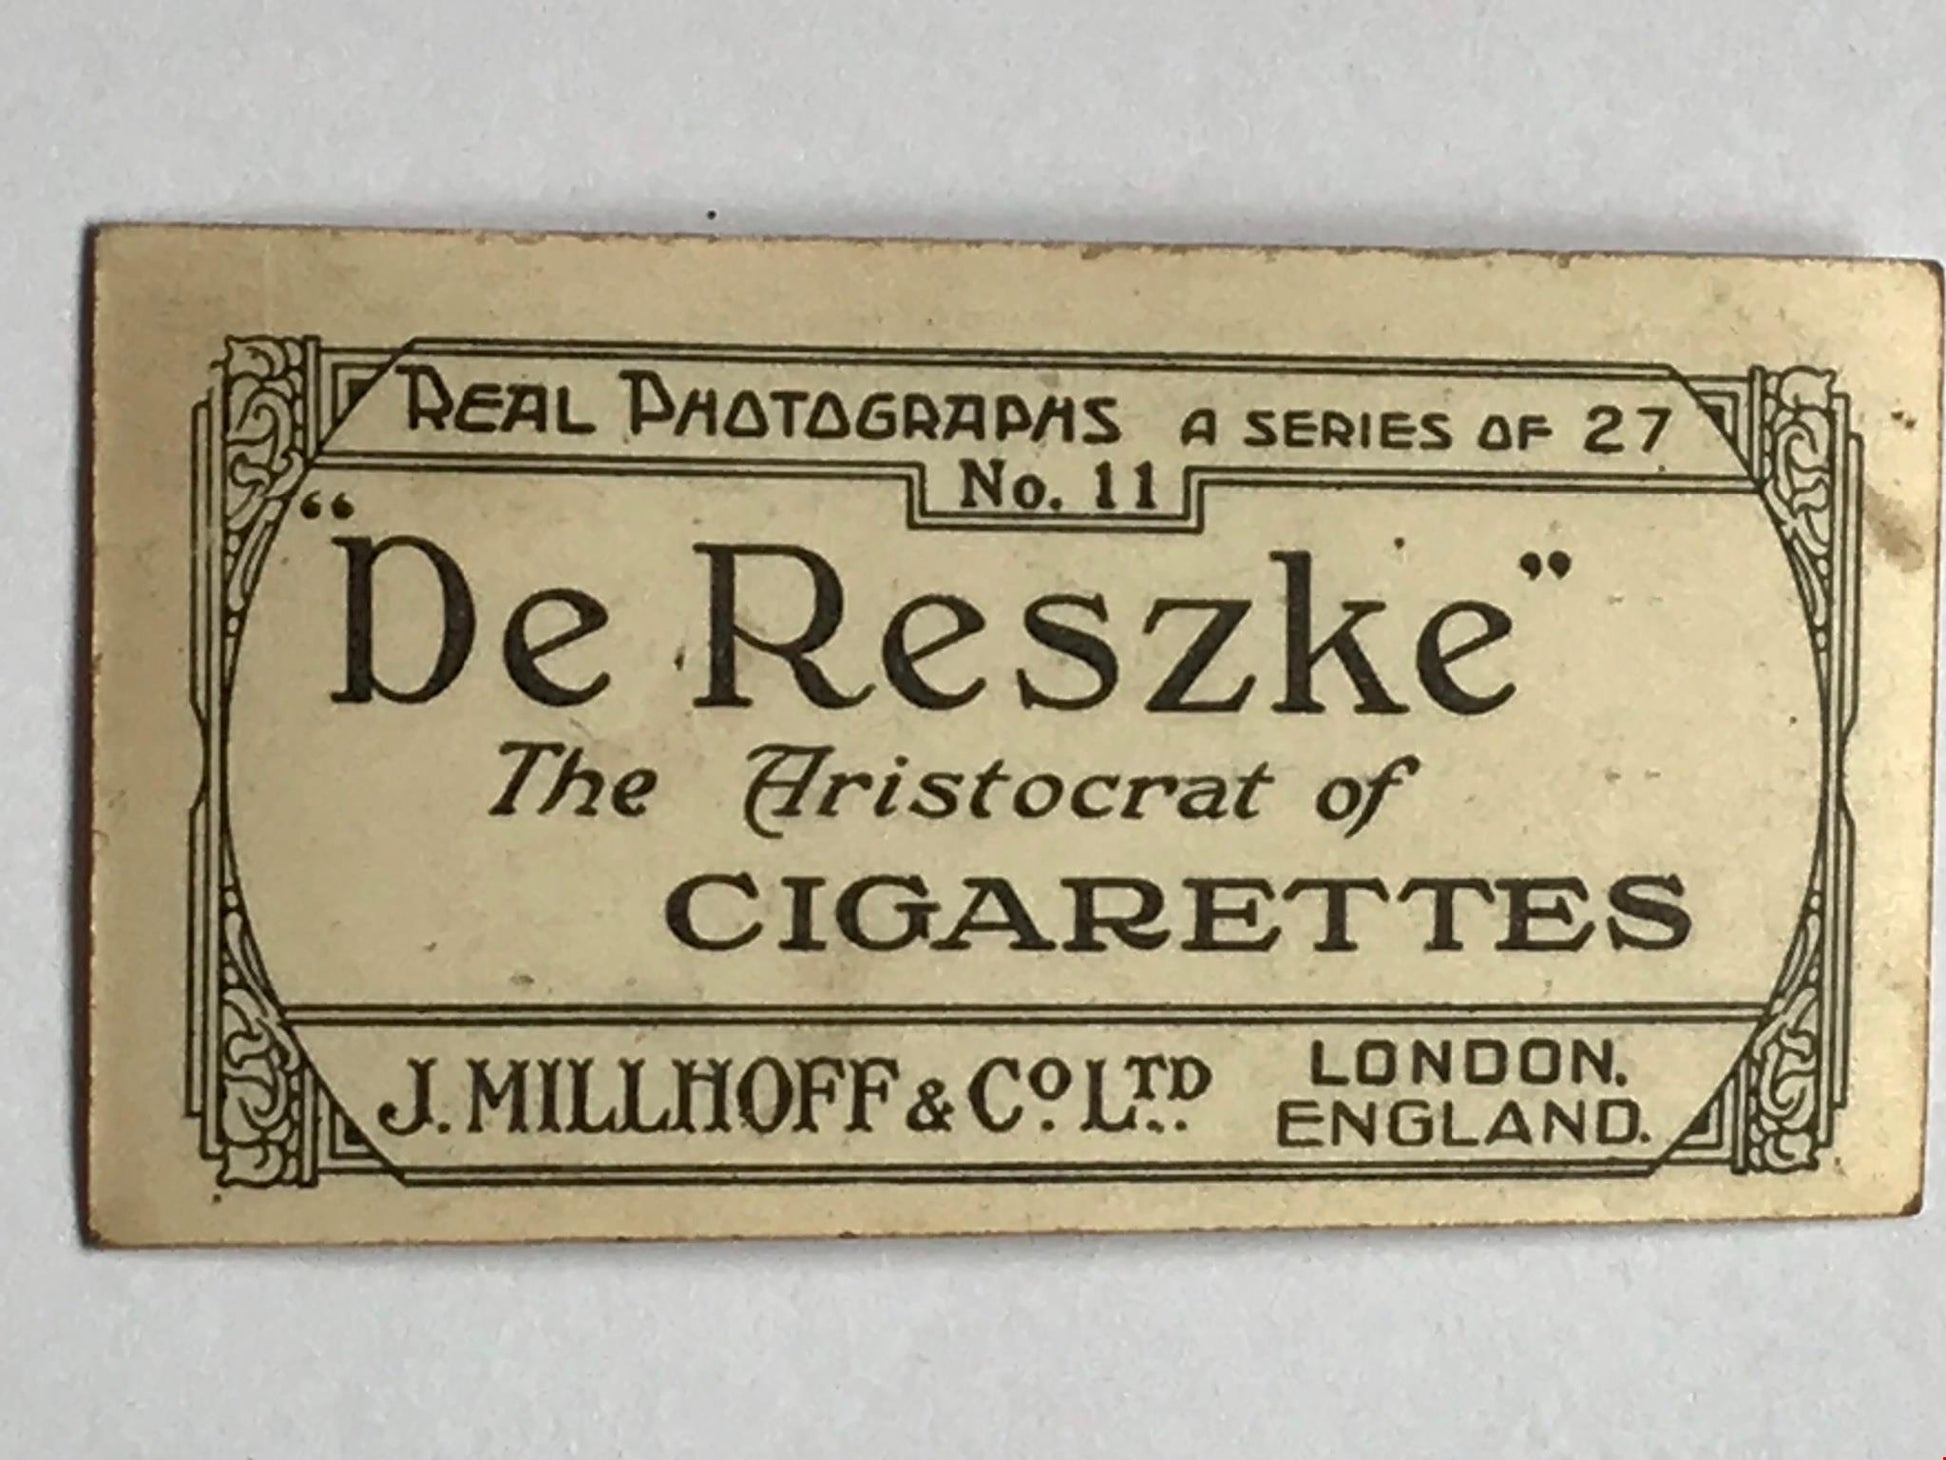 REAL PHOTOGRAPHS A SERIES OF 27
No. 11
“De Reszke”
The Aristocrat of
CIGARETTES
J. MILLHOFF & Co. LTD. LONDON.
ENGLAND.